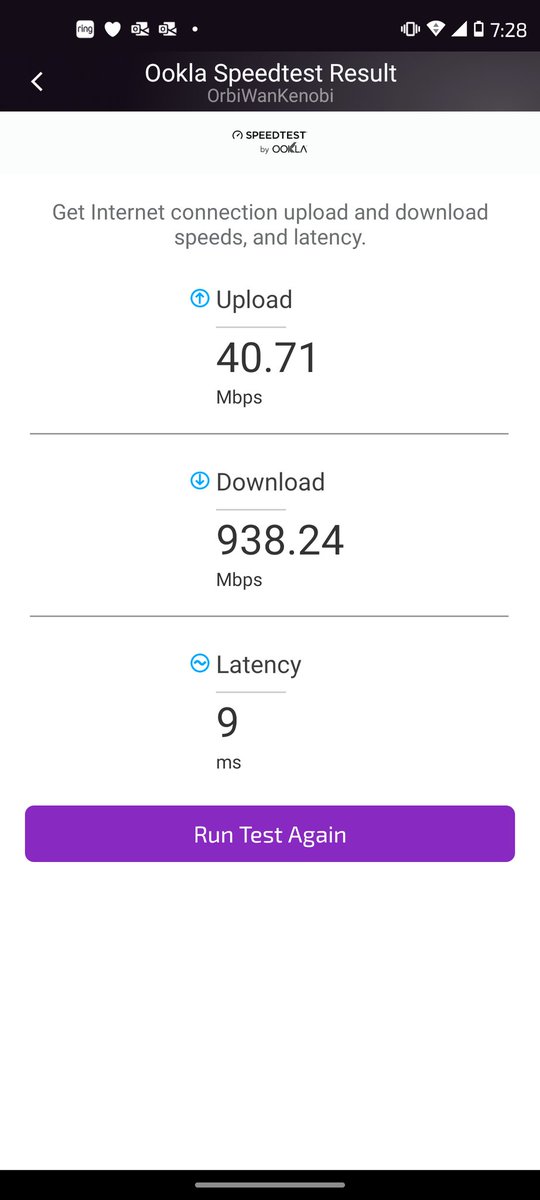 ring 7:28
Ookla Speedtest Result
OrbiWanKenobi
SPEEDTEST
by OOKLA
Get Internet connection upload and download
speeds, and latency.
Upload
40.71
Mbps
Download
938.24
Mbps
Latency
9
ms
Run Test Again